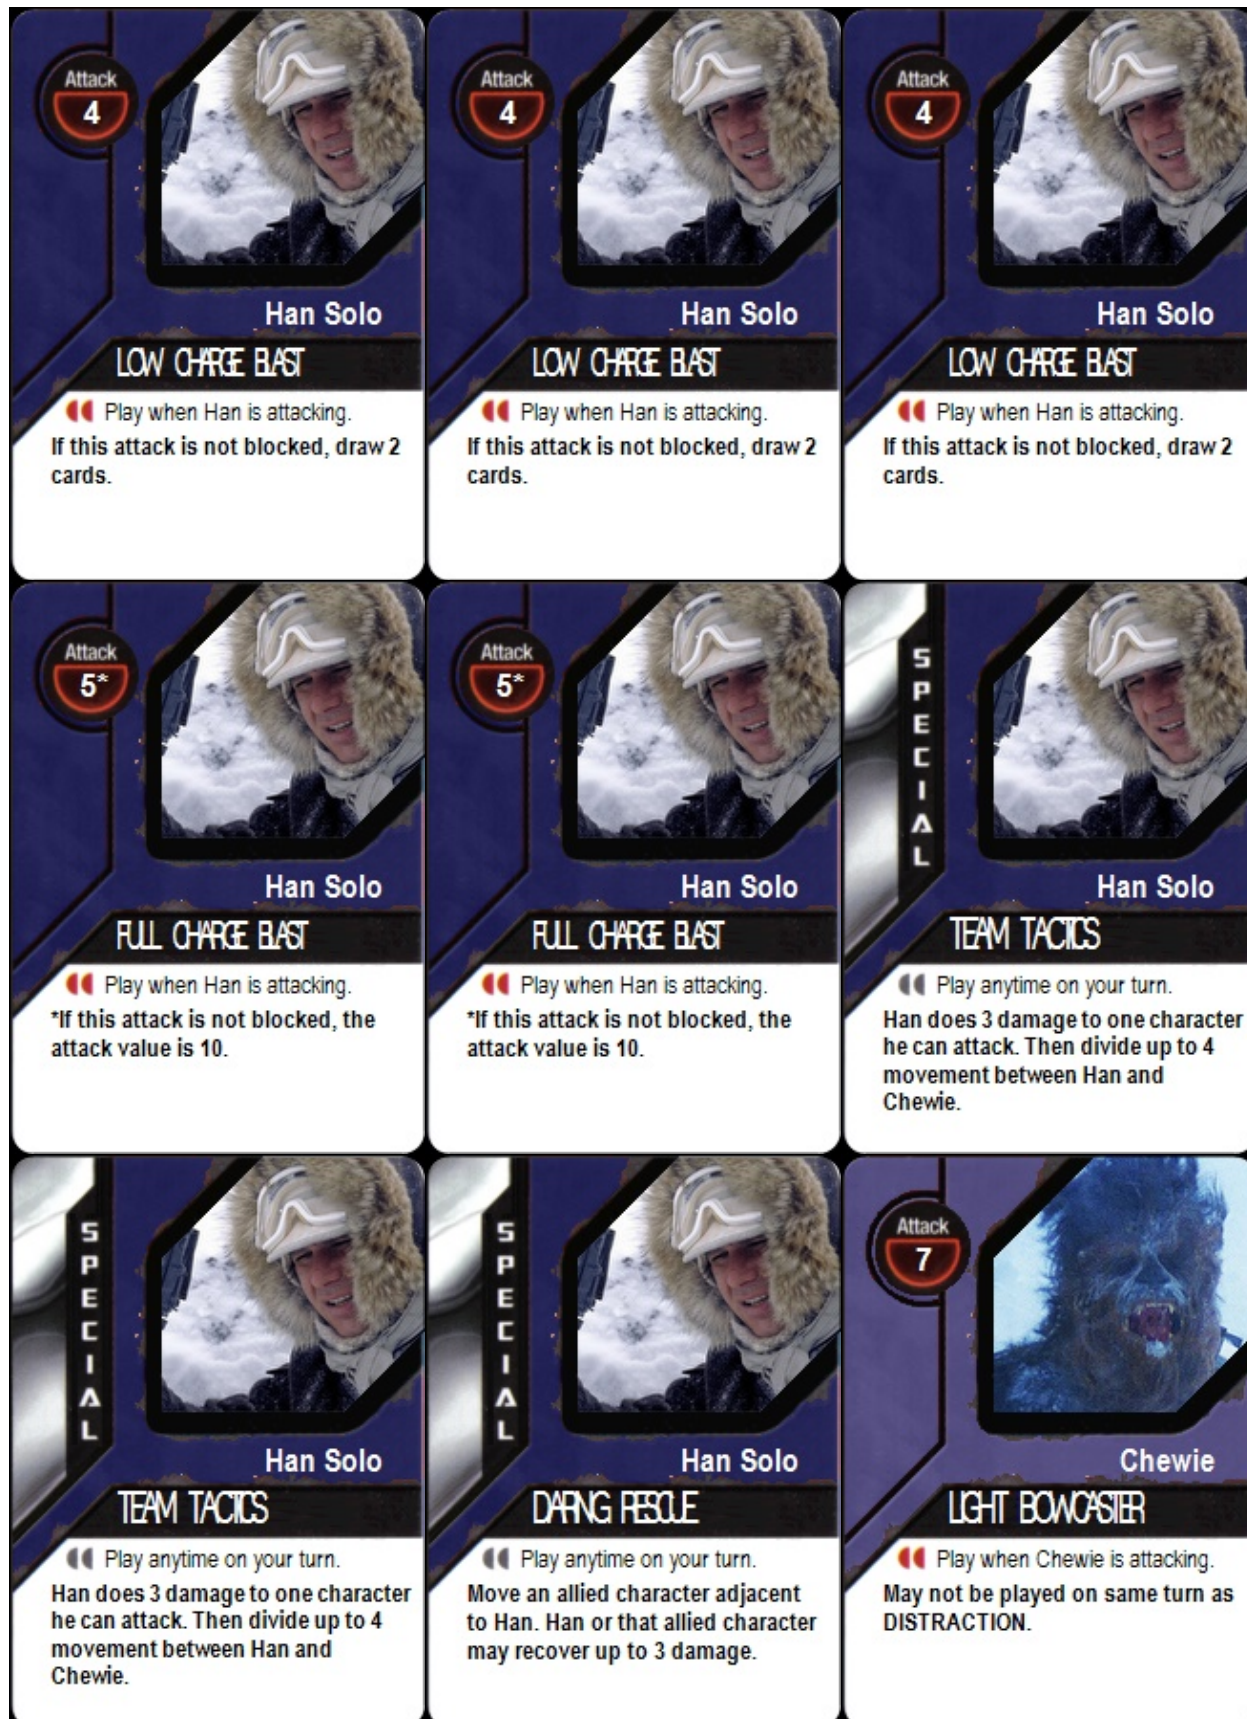 Attack
4
Han Solo
LOW CHARGE BLAST
Play when Han is attacking.
If this attack is not blocked, draw 2
cards.
Attack
4
Han Solo
LOW CHARGE BLAST
Play when Han is attacking.
If this attack is not blocked, draw 2
cards.
Attack
4
Han Solo
LOW CHARGE BLAST
Play when Han is attacking.
If this attack is not blocked, draw 2
cards.
Attack
5*
Han Solo
FULL CHARGE BLAST
Play when Han is attacking.
*If this attack is not blocked, the
attack value is 10.
Attack
5*
Han Solo
FULL CHARGE BLAST
Play when Han is attacking.
*If this attack is not blocked, the
attack value is 10.
SPECIAL
Han Solo
TEAM TACTICS
Play anytime on your turn.
Han does 3 damage to one character
he can attack. Then divide up to 4
movement between Han and
Chewie.
SPECIAL
Han Solo
TEAM TACTICS
Play anytime on your turn.
Han does 3 damage to one character
he can attack. Then divide up to 4
movement between Han and
Chewie.
SPECIAL
Han Solo
DARING RESCUE
Play anytime on your turn.
Move an allied character adjacent
to Han. Han or that allied character
may recover up to 3 damage.
Attack
7
Chewie
LIGHT BOWCASTER
Play when Chewie is attacking.
May not be played on same turn as
DISTRACTION.